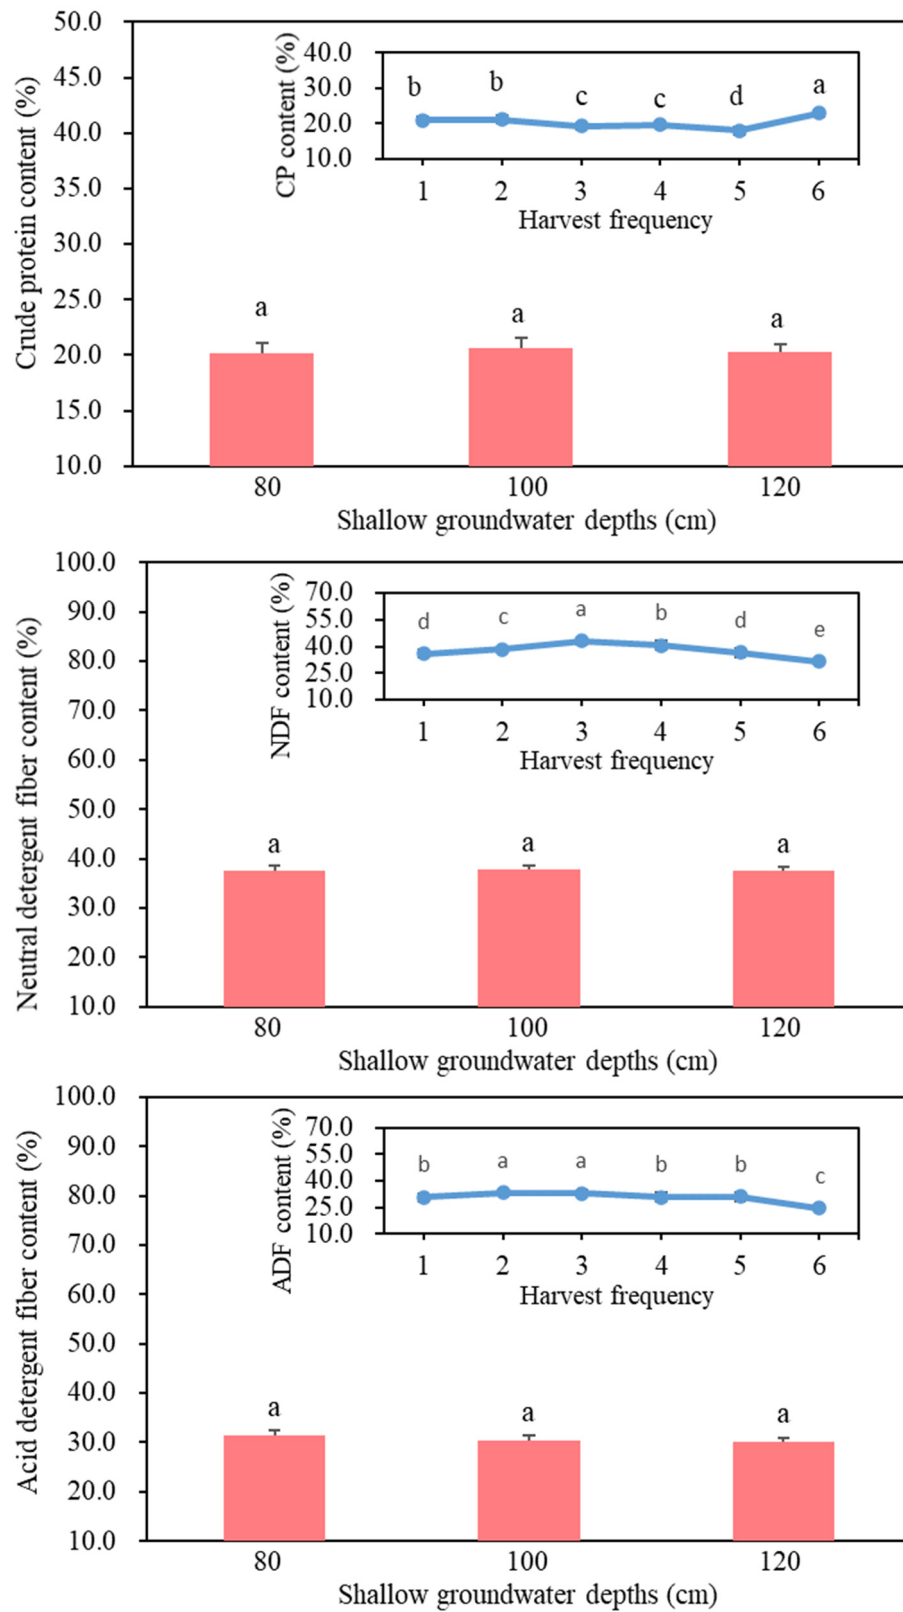 Crude protein content (%)
50.0
45.0
40.0
35.0
30.0
25.0
20.0
15.0
10.0
CP content (%)
40.0
30.0
20.0
10.0
b b c c d a
1 2 3 4 5 6
Harvest frequency
a a a
80 100 120
Shallow groundwater depths (cm)
Neutral detergent fiber content (%)
100.0
90.0
80.0
70.0
60.0
50.0
40.0
30.0
20.0
10.0
NDF content (%)
70.0
55.0
40.0
25.0
10.0
d c a b d e
1 2 3 4 5 6
Harvest frequency
a a a
80 100 120
Shallow groundwater depths (cm)
Acid detergent fiber content (%)
100.0
90.0
80.0
70.0
60.0
50.0
40.0
30.0
20.0
10.0
ADF content (%)
70.0
55.0
40.0
25.0
10.0
b a a b b c
1 2 3 4 5 6
Harvest frequency
a a a
80 100 120
Shallow groundwater depths (cm)